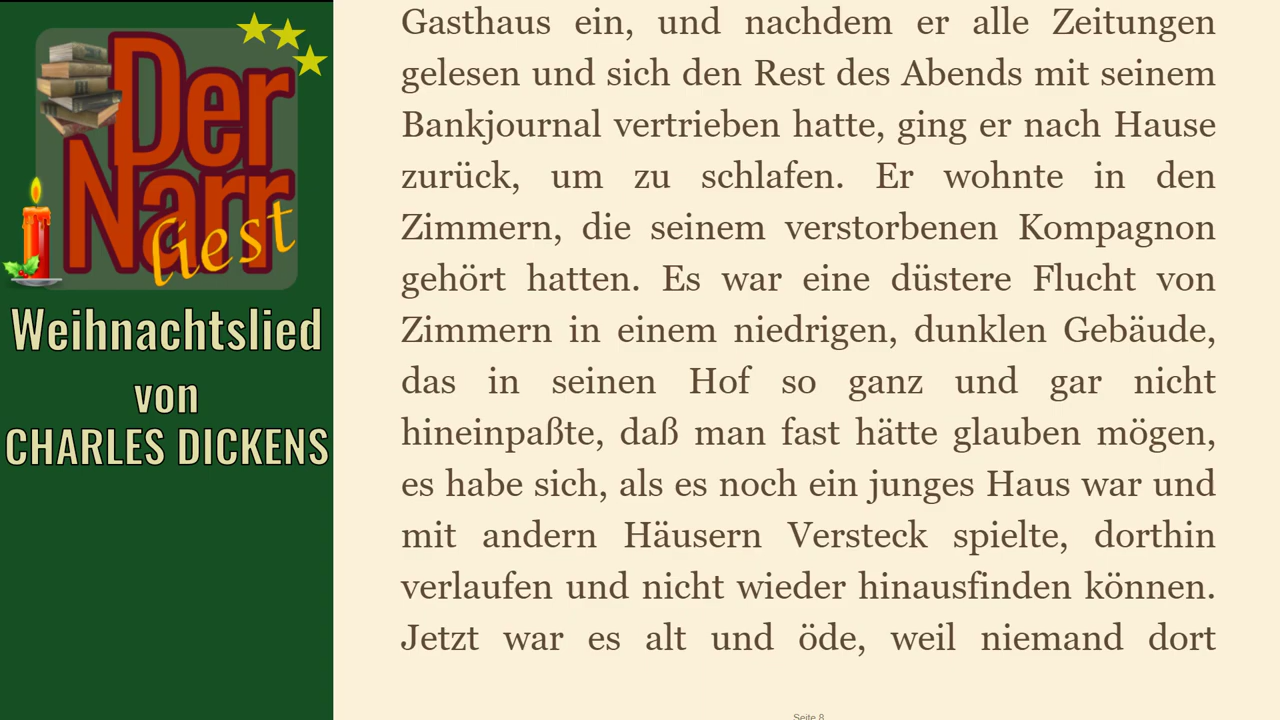 Der
Narr
liest
Weihnachtslied
von
CHARLES DICKENS
Gasthaus ein, und nachdem er alle Zeitungen
gelesen und sich den Rest des Abends mit seinem
Bankjournal vertrieben hatte, ging er nach Hause
zurück, um zu schlafen. Er wohnte in den
Zimmern, die seinem verstorbenen Kompagnon
gehört hatten. Es war eine düstere Flucht von
Zimmern in einem niedrigen, dunklen Gebäude,
das in seinen Hof so ganz und gar nicht
hineinpaßte, daß man fast hätte glauben mögen,
es habe sich, als es noch ein junges Haus war und
mit andern Häusern Versteck spielte, dorthin
verlaufen und nicht wieder hinausfinden können.
Jetzt war es alt und öde, weil niemand dort
Seite 8